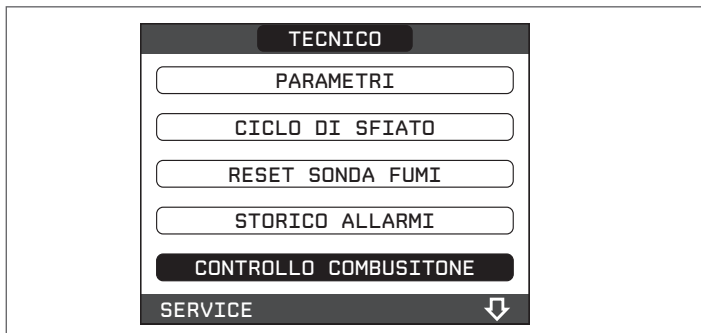 TECNICO
PARAMETRI
CICLO DI SFIATO
RESET SONDA FUMI
STORICO ALLARMI
CONTROLLO COMBUSITONE
SERVICE